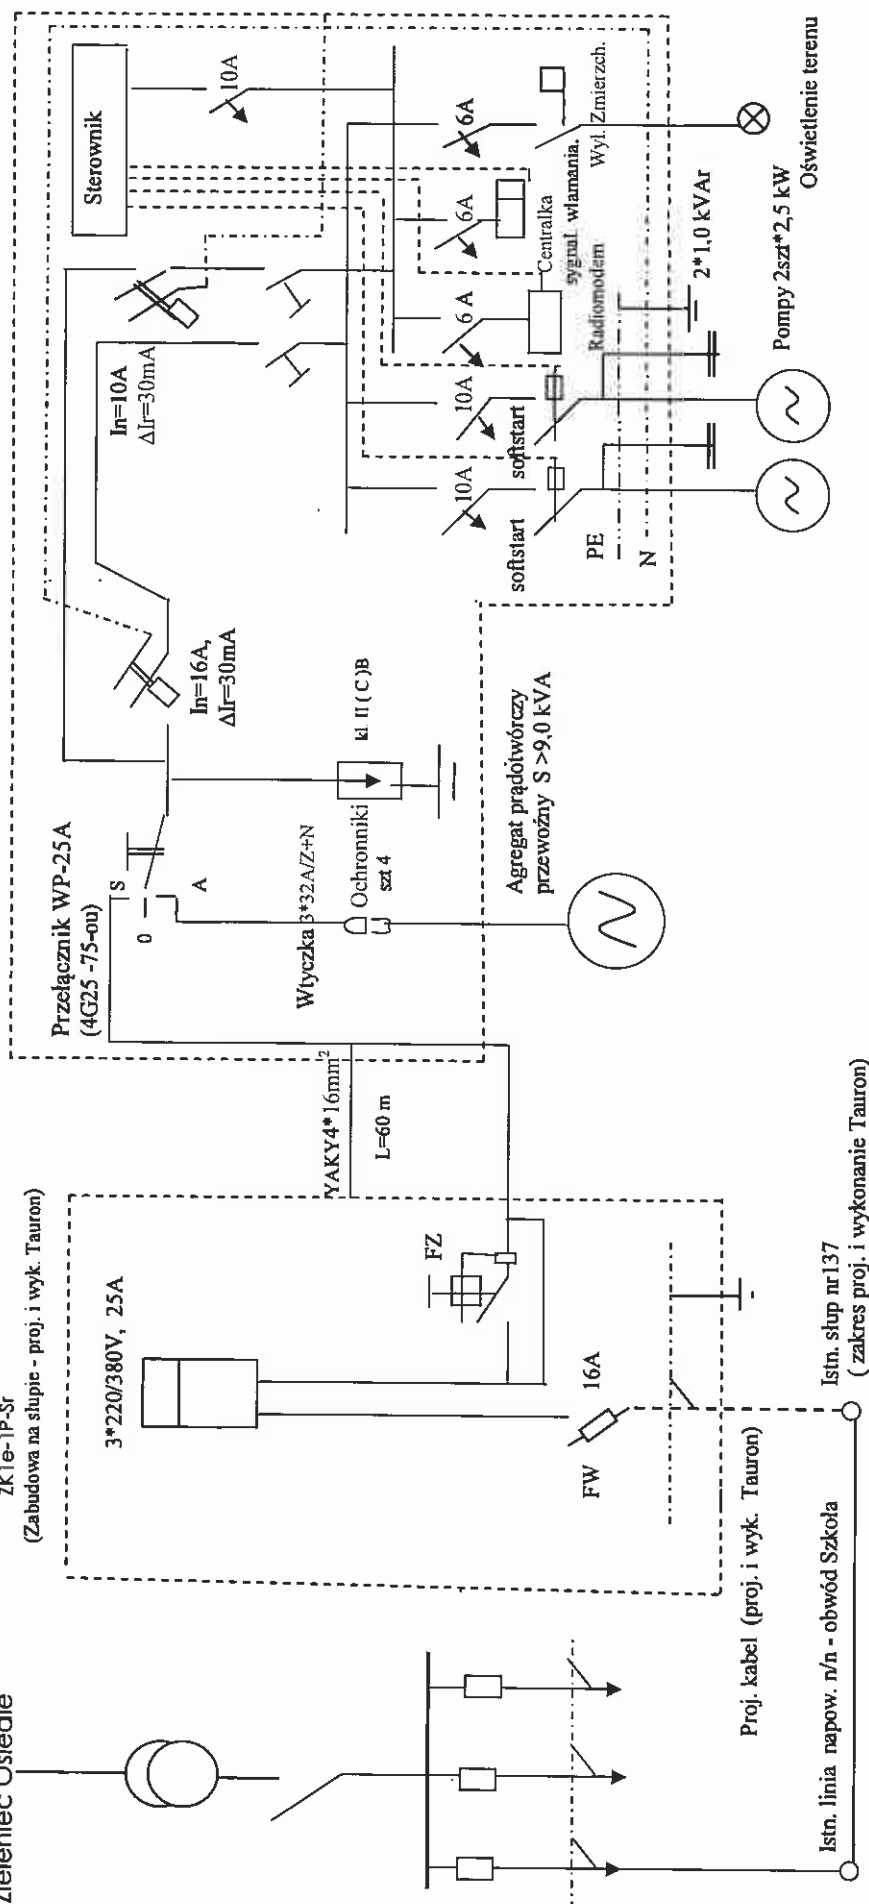 Zieleniec Osiedle
ZK1e-1P-Sr
(Zabudowa na słupie - proj. i wyk. Tauron)
3*220/380V, 25A
FZ
FW
16A
Proj. kabel (proj. i wyk. Tauron)
Istn. linia napow. n/n - obwód Szkoła
Istn. słup nr137
( zakres proj. i wykonanie Tauron)
YAKY4*16mm²
L=60 m
Przełącznik WP-25A
(4G25 -75-ou)
S
0
A
Wtyczka 3*32A/Z+N
Ochronniki
szt 4
kl. II ( C )B
Agregat prądotwórczy
przewoźny S >9,0 kVA
In=16A,
ΔIr=30mA
In=10A
ΔIr=30mA
Sterownik
10A
10A
10A
6 A
6A
6A
softstart
softstart
Radiomodem
Centralka
sygnal. włamania.
Wył. Zmierzch.
PE
N
2*1,0 kVAr
Pompy 2szt*2,5 kW
Oświetlenie terenu